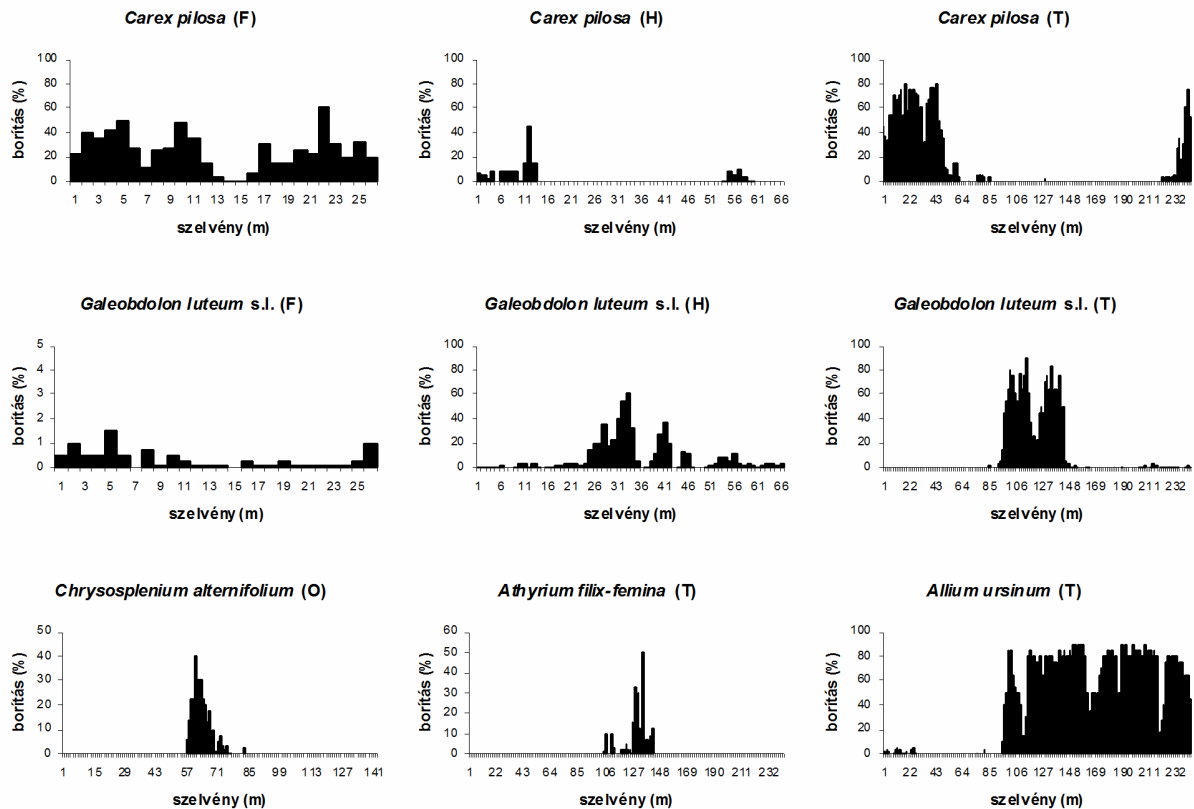 Carex pilosa (F)
100
80
60
40
20
0
borítás (%)
1 3 5 7 9 11 13 15 17 19 21 23 25
szelvény (m)
Carex pilosa (H)
100
80
60
40
20
0
borítás (%)
1 6 11 16 21 26 31 36 41 46 51 56 61 66
szelvény (m)
Carex pilosa (T)
100
80
60
40
20
0
borítás (%)
1 22 43 64 85 106 127 148 169 190 211 232
szelvény (m)
Galeobdolon luteum s.l. (F)
5
4
3
2
1
0
borítás (%)
1 3 5 7 9 11 13 15 17 19 21 23 25
szelvény (m)
Galeobdolon luteum s.l. (H)
100
80
60
40
20
0
borítás (%)
1 6 11 16 21 26 31 36 41 46 51 56 61 66
szelvény (m)
Galeobdolon luteum s.l. (T)
100
80
60
40
20
0
borítás (%)
1 22 43 64 85 106 127 148 169 190 211 232
szelvény (m)
Chrysosplenium alternifolium (O)
50
40
30
20
10
0
borítás (%)
1 15 29 43 57 71 85 99 113 127 141
szelvény (m)
Athyrium filix-femina (T)
60
50
40
30
20
10
0
borítás (%)
1 22 43 64 85 106 127 148 169 190 211 232
szelvény (m)
Allium ursinum (T)
100
80
60
40
20
0
borítás (%)
1 22 43 64 85 106 127 148 169 190 211 232
szelvény (m)